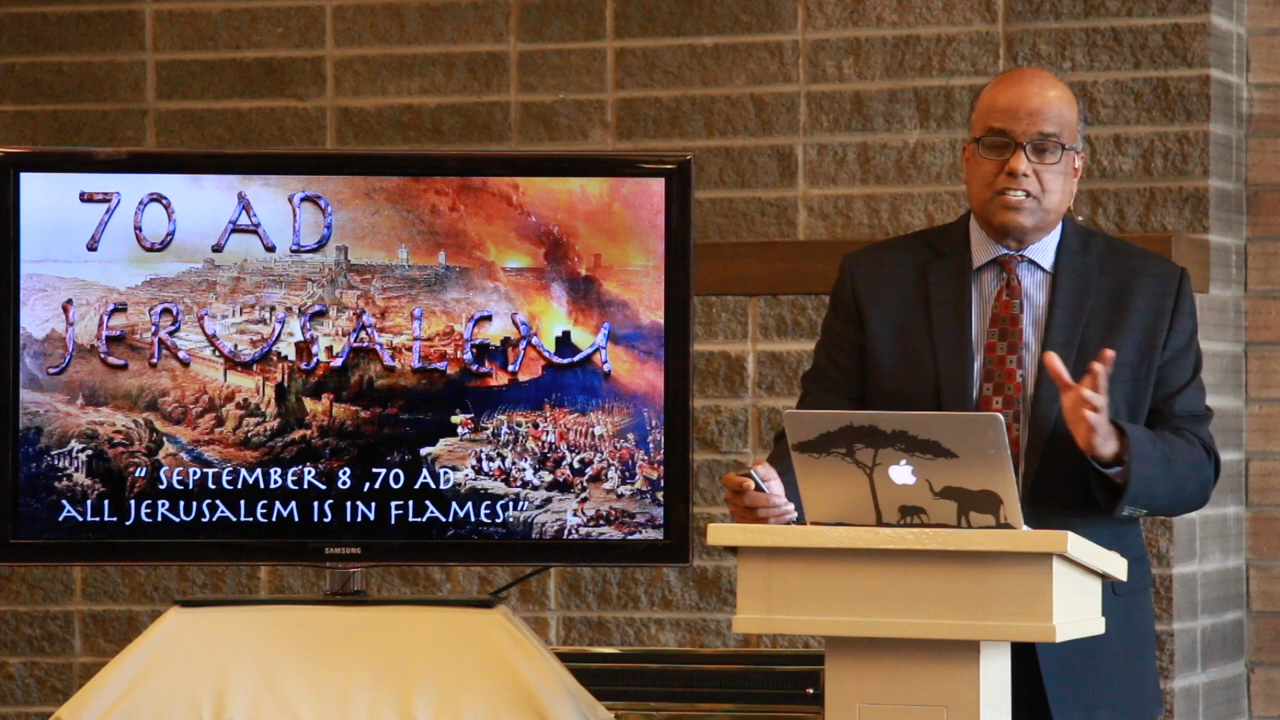 70 AD
JERUSALEM
“ SEPTEMBER 8 ,70 AD
ALL JERUSALEM IS IN FLAMES!”
SAMSUNG